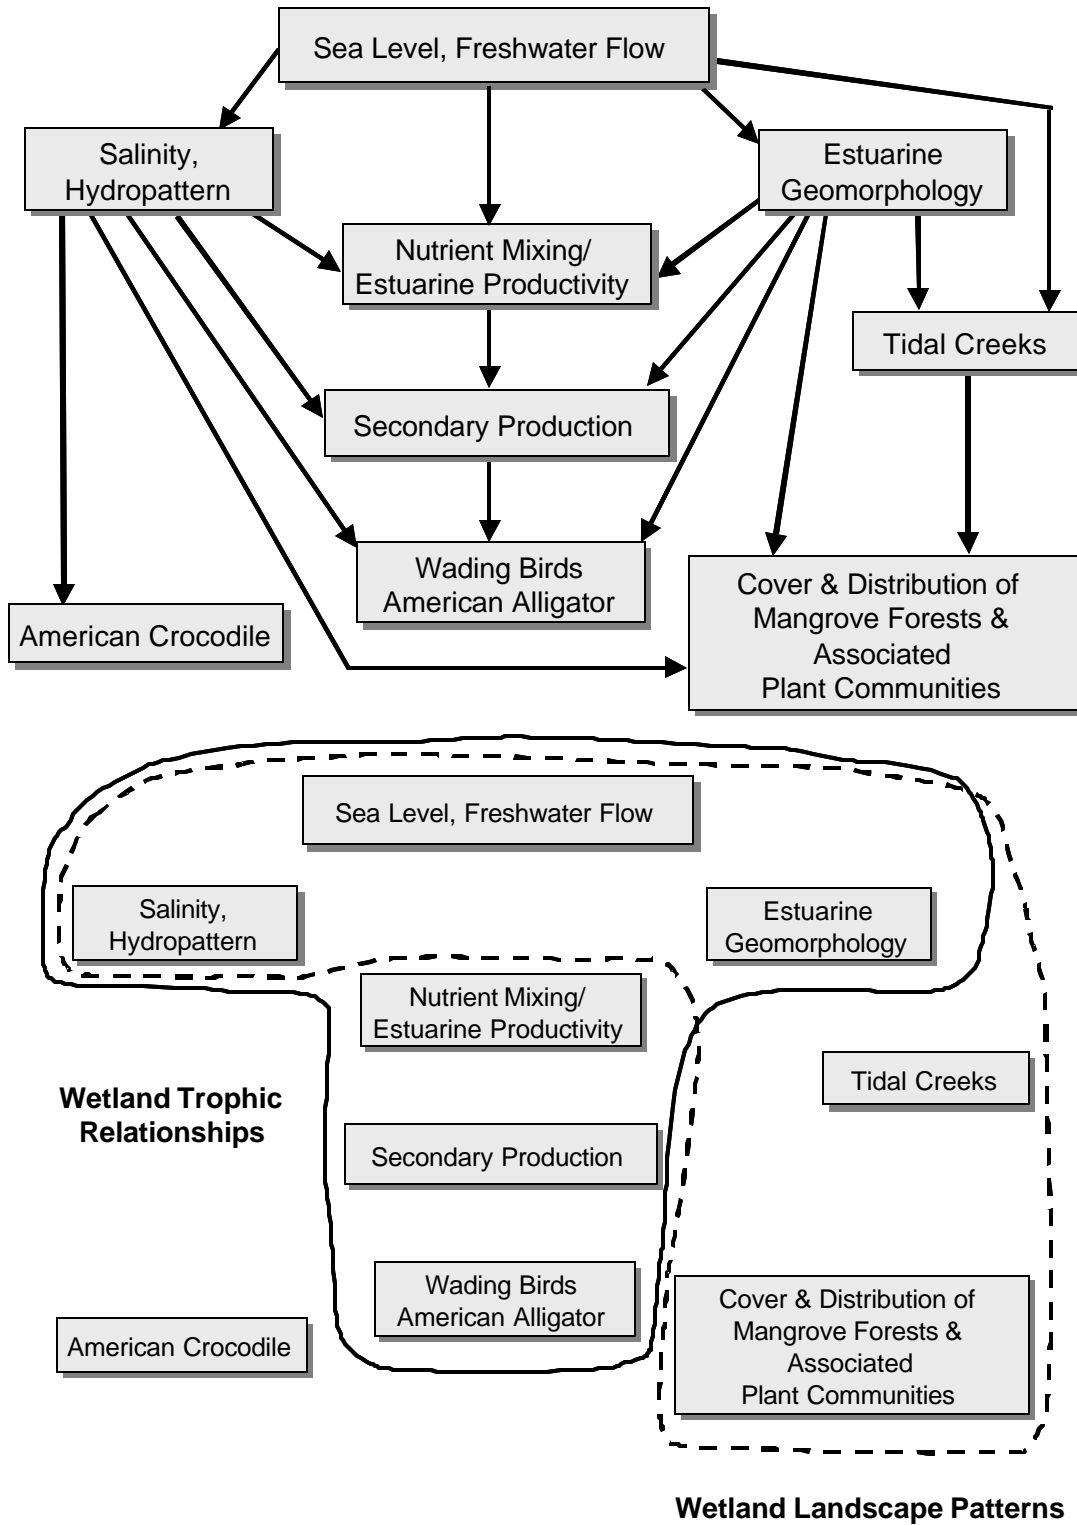 Sea Level, Freshwater Flow
Salinity,
Hydropattern
Estuarine
Geomorphology
Nutrient Mixing/
Estuarine Productivity
Tidal Creeks
Secondary Production
Wading Birds
American Alligator
Cover & Distribution of
Mangrove Forests &
Associated
Plant Communities
American Crocodile
Sea Level, Freshwater Flow
Salinity,
Hydropattern
Estuarine
Geomorphology
Nutrient Mixing/
Estuarine Productivity
Tidal Creeks
Wetland Trophic
Relationships
Secondary Production
Wading Birds
American Alligator
Cover & Distribution of
Mangrove Forests &
Associated
Plant Communities
American Crocodile
Wetland Landscape Patterns